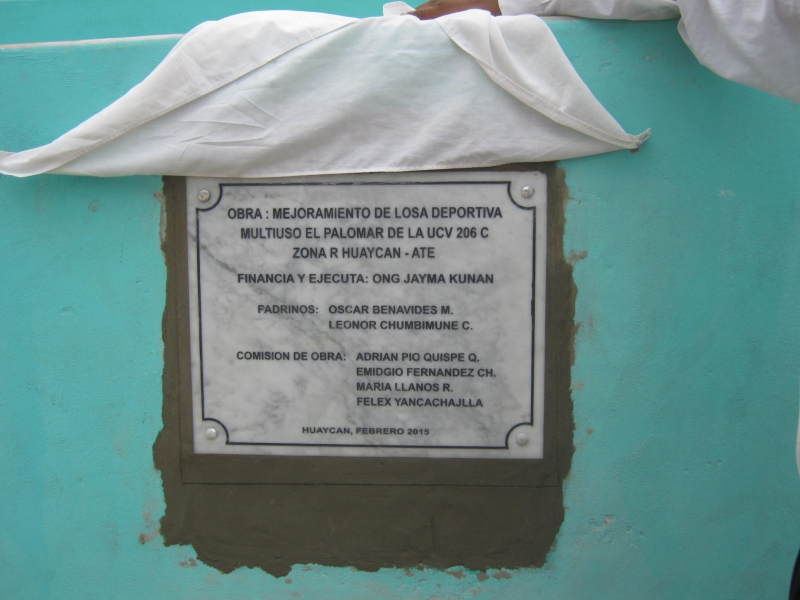 OBRA : MEJORAMIENTO DE LOSA DEPORTIVA
MULTIUSO EL PALOMAR DE LA UCV 206 C
ZONA R HUAYCAN - ATE
FINANCIA Y EJECUTA: ONG JAYMA KUNAN
PADRINOS: OSCAR BENAVIDES M.
LEONOR CHUMBIMUNE C.
COMISION DE OBRA: ADRIAN PIO QUISPE Q.
EMIDGIO FERNANDEZ CH.
MARIA LLANOS R.
FELEX YANCACHAJLLA
HUAYCAN, FEBRERO 2015